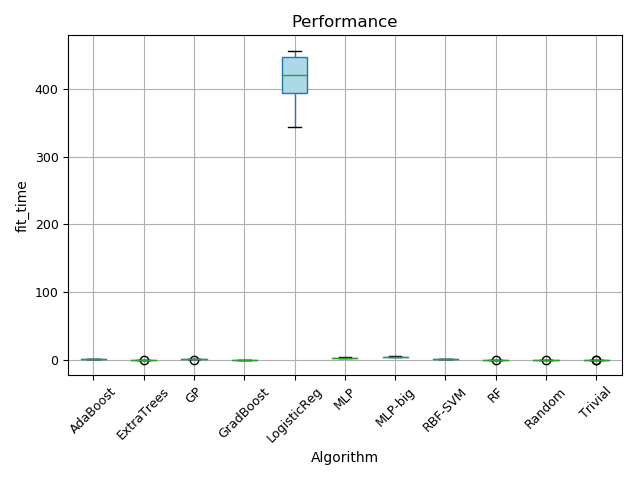 Performance
fit_time
400
300
200
100
0
AdaBoost
ExtraTrees
GP
GradBoost
LogisticReg
MLP
MLP-big
RBF-SVM
RF
Random
Trivial
Algorithm